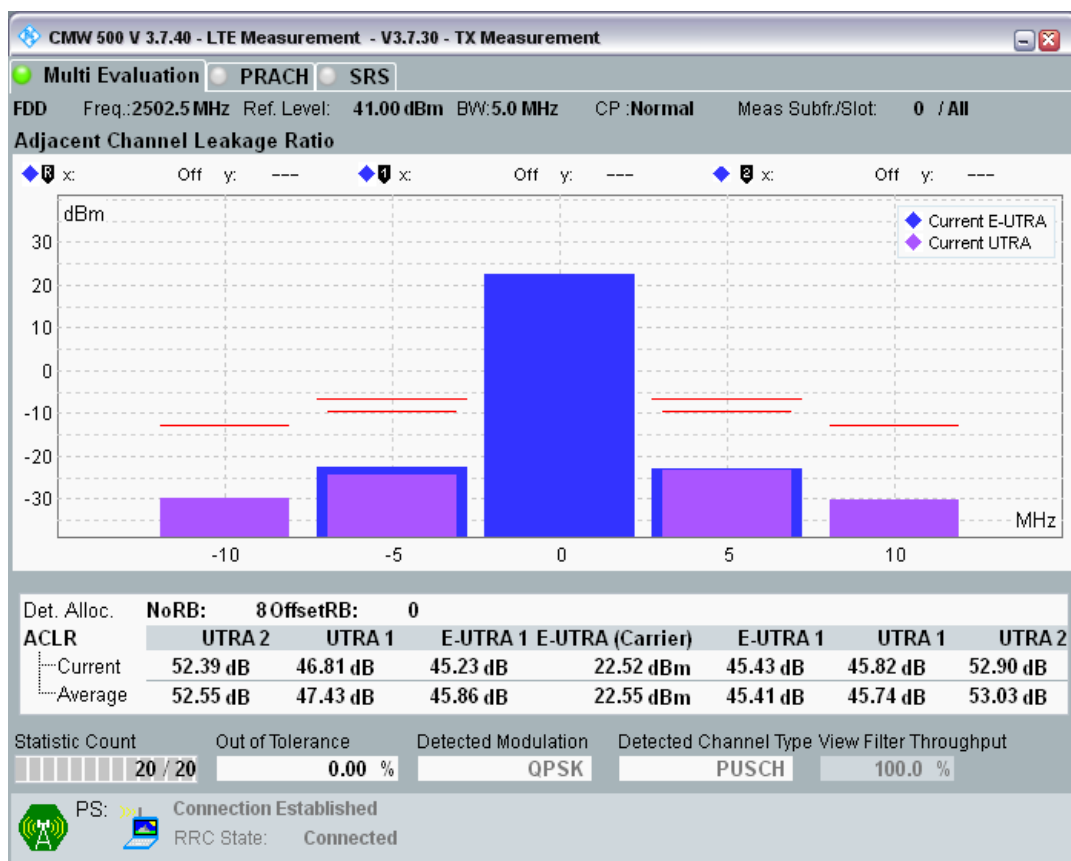 CMW 500 V 3.7.40 - LTE Measurement - V3.7.30 - TX Measurement
Multi Evaluation PRACH SRS
FDD Freq.:2502.5 MHz Ref. Level: 41.00 dBm BW:5.0 MHz CP :Normal Meas Subfr./Slot: 0 / All
Adjacent Channel Leakage Ratio
R x: Off y: --- 1 x: Off y: --- 2 x: Off y: ---
dBm
Current E-UTRA
Current UTRA
30
20
10
0
-10
-20
-30
MHz
-10 -5 0 5 10
Det. Alloc. NoRB: 8 OffsetRB: 0
ACLR UTRA 2 UTRA 1 E-UTRA 1 E-UTRA (Carrier) E-UTRA 1 UTRA 1 UTRA 2
Current 52.39 dB 46.81 dB 45.23 dB 22.52 dBm 45.43 dB 45.82 dB 52.90 dB
Average 52.55 dB 47.43 dB 45.86 dB 22.55 dBm 45.41 dB 45.74 dB 53.03 dB
Statistic Count Out of Tolerance Detected Modulation Detected Channel Type View Filter Throughput
20 / 20 0.00 % QPSK PUSCH 100.0 %
PS: Connection Established
RRC State: Connected